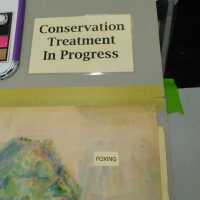 Conservation
Treatment
In Progress
FOXING